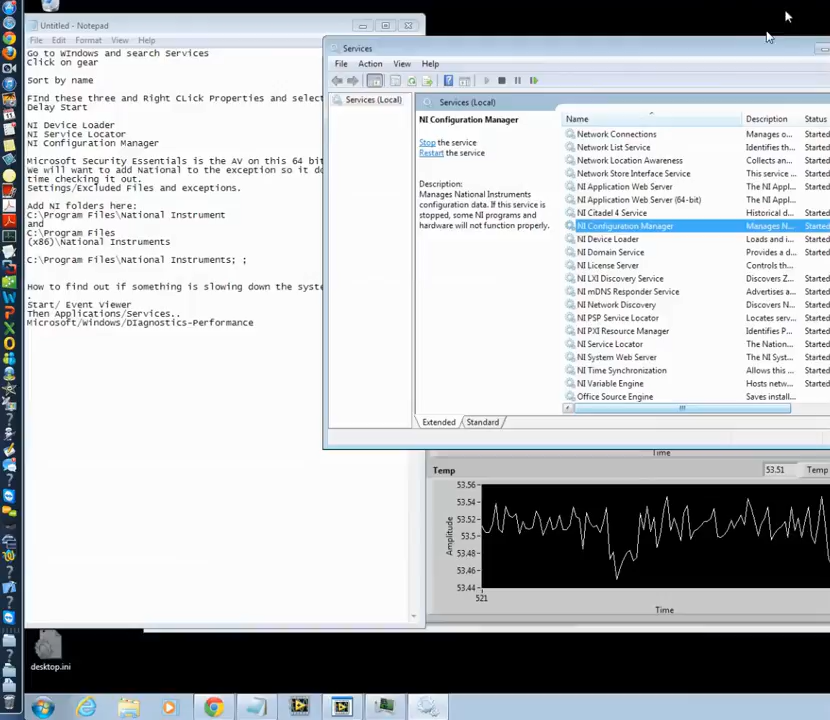 Untitled - Notepad
File Edit Format View Help
Go to WIndows and search Services
Click on gear
Sort by name
FInd these three and Right CLick Properties and select
Delay Start
NI Device Loader
NI Service Locator
NI Configuration Manager
Microsoft Security Essentials is the AV on this 64 bit
We will want to add National to the exception so it do
time checking it out.
Settings/Excluded Files and exceptions.
Add NI folders here:
C:\Program Files\National Instrument
and
C:\Program Files
(x86)\National Instruments
C:\Program Files\National Instruments; ;
How to find out if something is slowing down the syste
.
Start/ Event Viewer
Then Applications/Services..
Microsoft/Windows/DIagnostics-Performance
Services
File Action View Help
Services (Local)
Services (Local)
NI Configuration Manager
Stop the service
Restart the service
Description:
Manages National Instruments
configuration data. If this service is
stopped, some NI programs and
hardware will not function properly.
Name Description Status
Network Connections Manages o... Started
Network List Service Identifies th... Started
Network Location Awareness Collects an... Started
Network Store Interface Service This service ... Started
NI Application Web Server The NI Appl... Started
NI Application Web Server (64-bit) The NI Appl... Started
NI Citadel 4 Service Historical d... Started
NI Configuration Manager Manages N... Started
NI Device Loader Loads and i... Started
NI Domain Service Provides a d... Started
NI License Server Controls th... Started
NI LXI Discovery Service Discovers Z... Started
NI mDNS Responder Service Advertises a... Started
NI Network Discovery Discovers N... Started
NI PSP Service Locator Locates serv... Started
NI PXI Resource Manager Identifies P... Started
NI Service Locator The Nation... Started
NI System Web Server The NI Syst... Started
NI Time Synchronization Allows this ... Started
NI Variable Engine Hosts netw... Started
Office Source Engine Saves install...
Extended Standard
Time
Temp 53.51 Temp
53.56
53.54
53.52
53.5
53.48
53.46
53.44
Amplitude
521
Time
desktop.ini